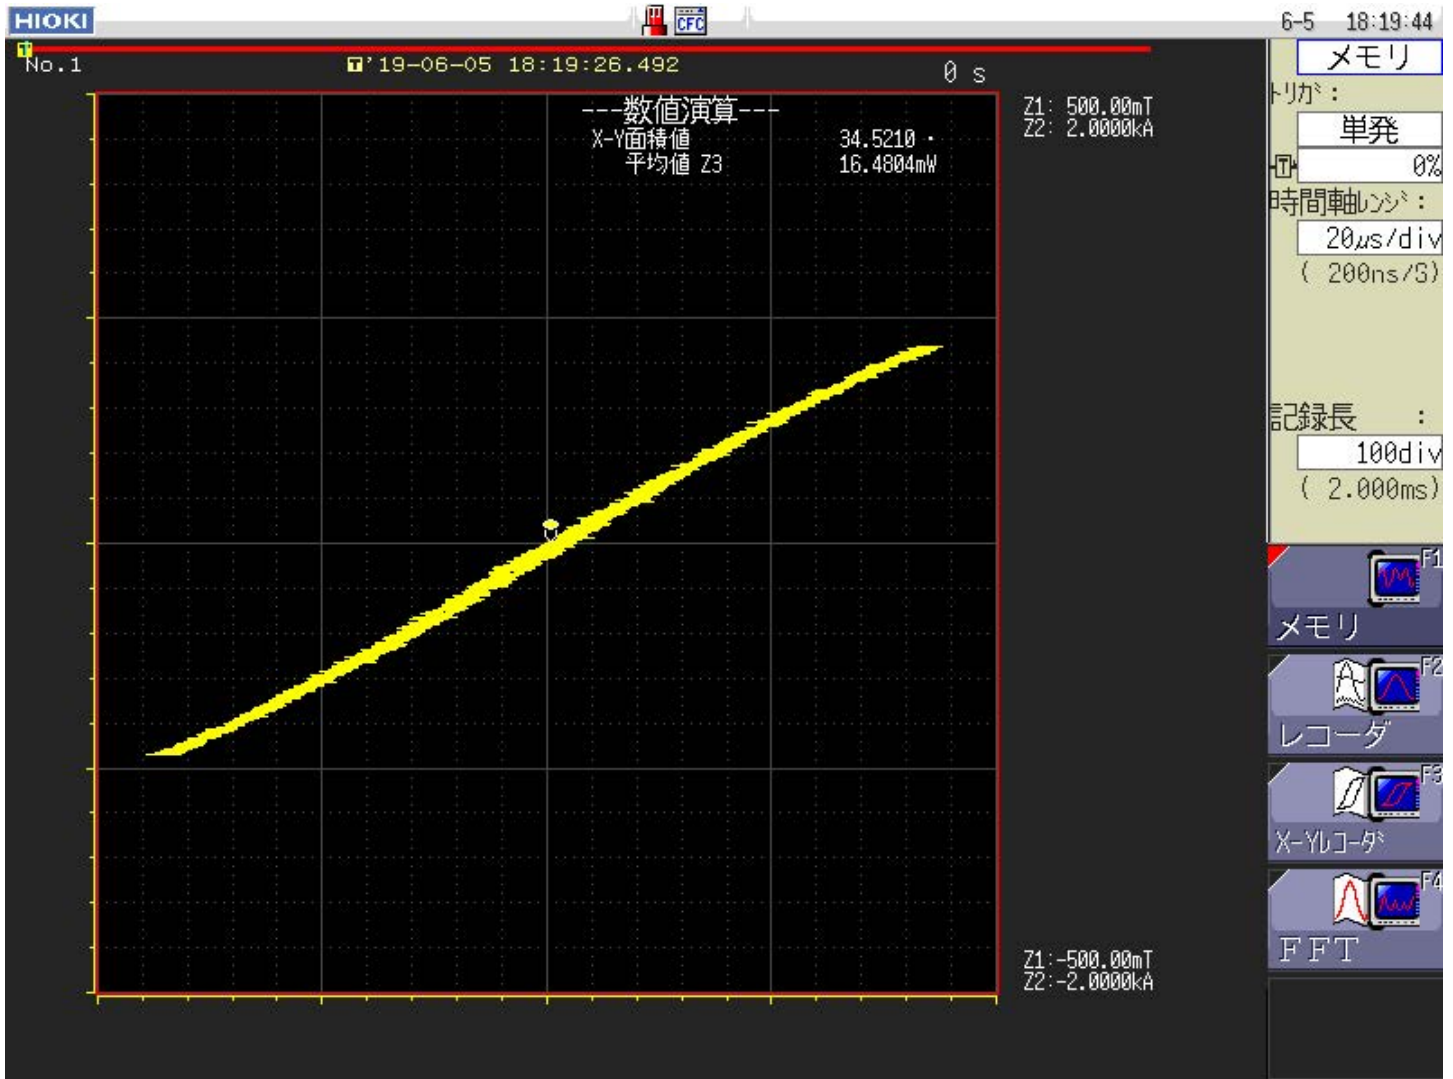 HIOKI
CFC
6-5 18:19:44
No.1
T'19-06-05 18:19:26.492
0 s
---数値演算---
X-Y面積値 34.5210 ・
平均値 Z3 16.4804mW
Z1: 500.00mT
Z2: 2.0000kA
Z1:-500.00mT
Z2:-2.0000kA
メモリ
トリガ:
単発
T 0%
時間軸レンジ:
20μs/div
( 200ns/S)
記録長 :
100div
( 2.000ms)
F1
メモリ
F2
レコーダ
F3
X-Yレコーダ
F4
FFT